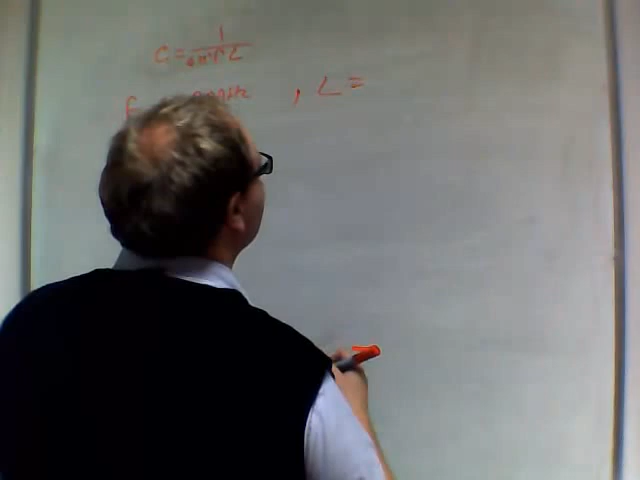 C = 1/4π²f²L
f , L =